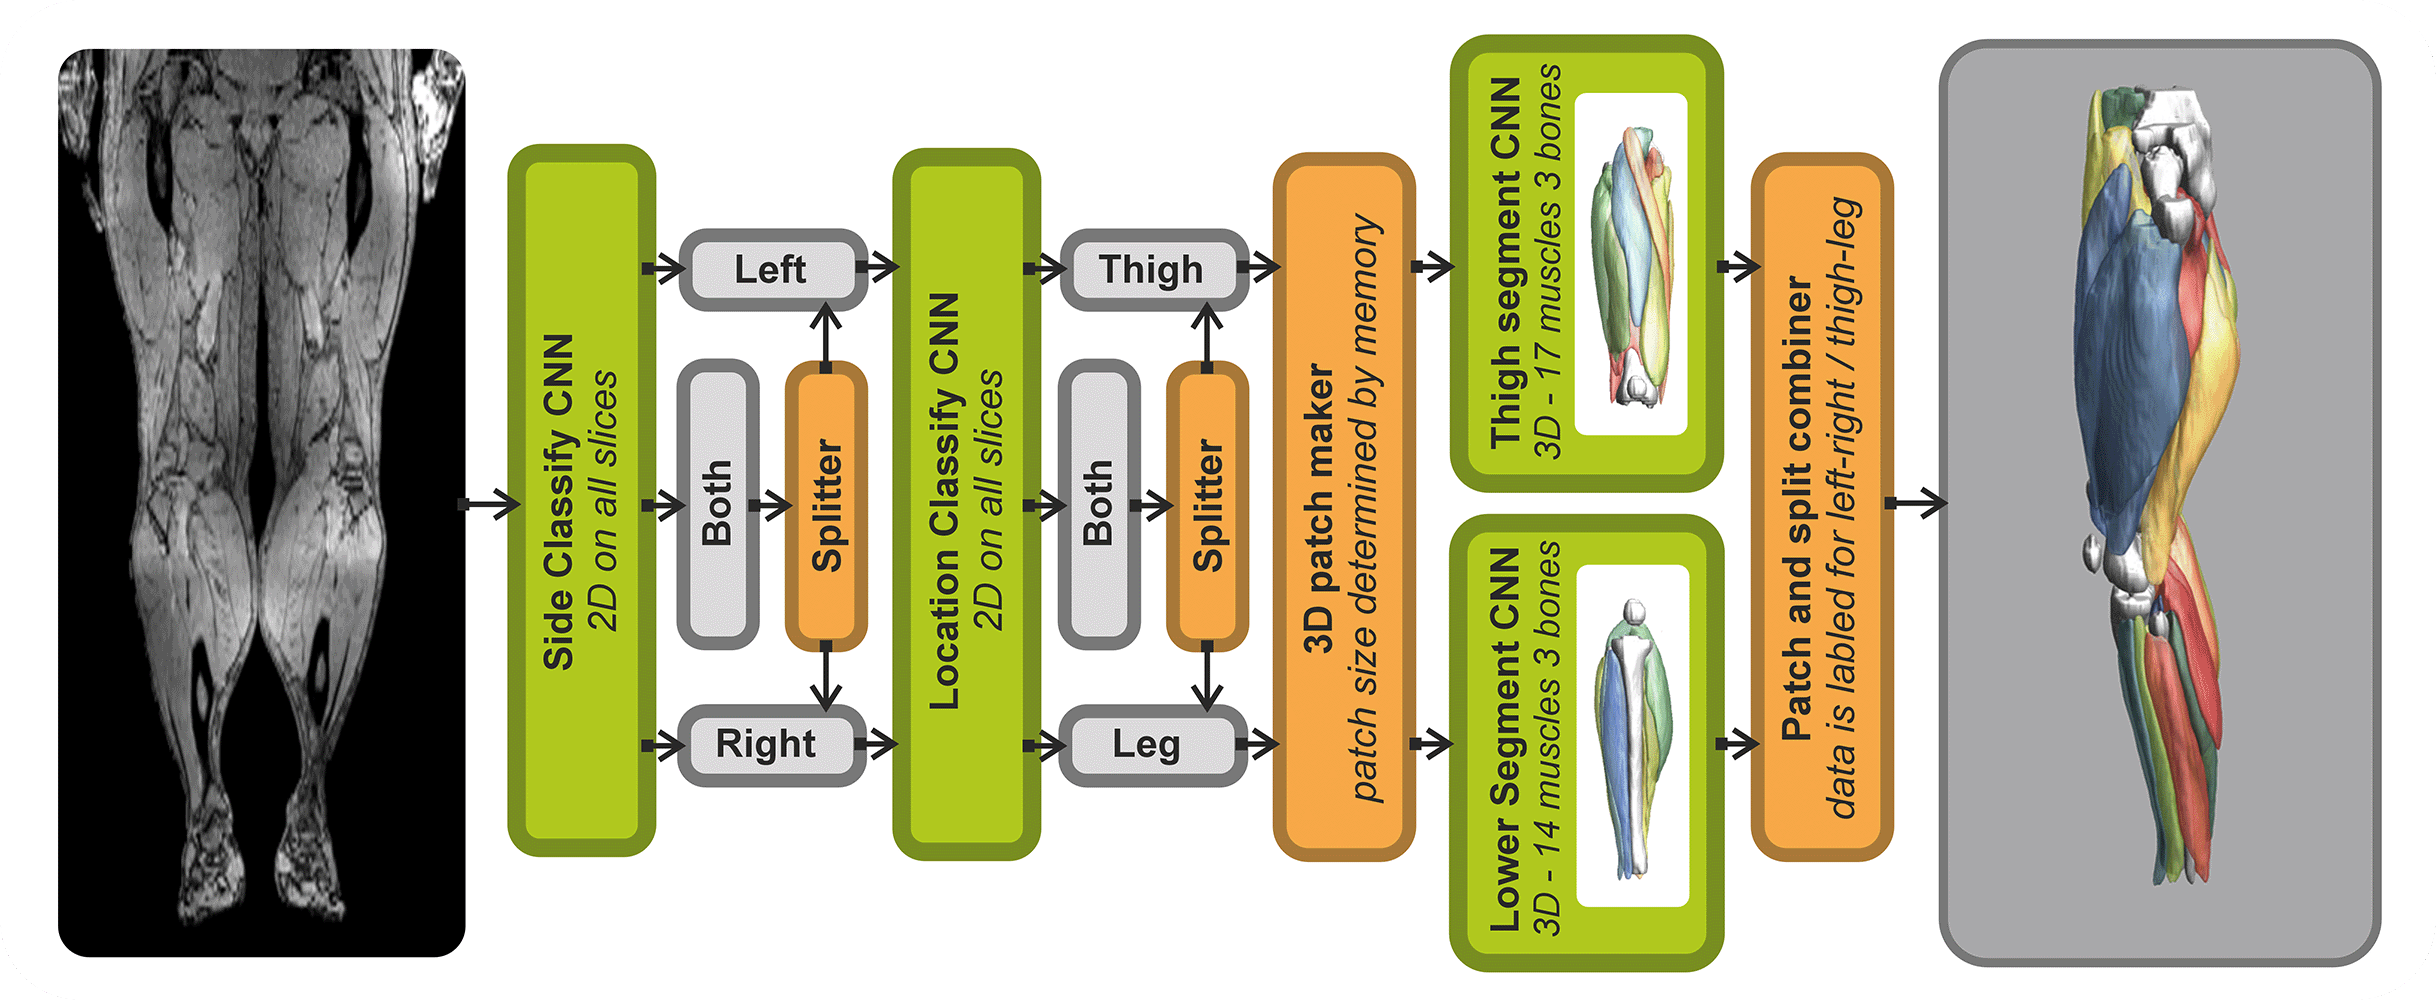 Side Classify CNN
2D on all slices
Left
Both
Splitter
Right
Location Classify CNN
2D on all slices
Thigh
Both
Splitter
Leg
3D patch maker
patch size determined by memory
Thigh segment CNN
3D - 17 muscles 3 bones
Lower Segment CNN
3D - 14 muscles 3 bones
Patch and split combiner
data is labled for left-right / thigh-leg